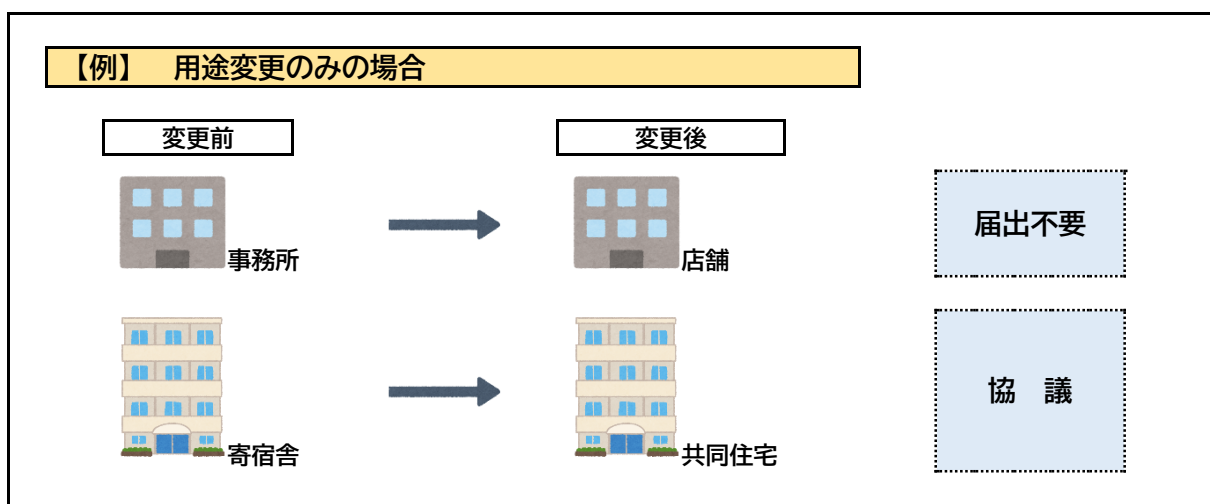 【例】　用途変更のみの場合
変更前
変更後
事務所
店舗
届出不要
寄宿舎
共同住宅
協　議